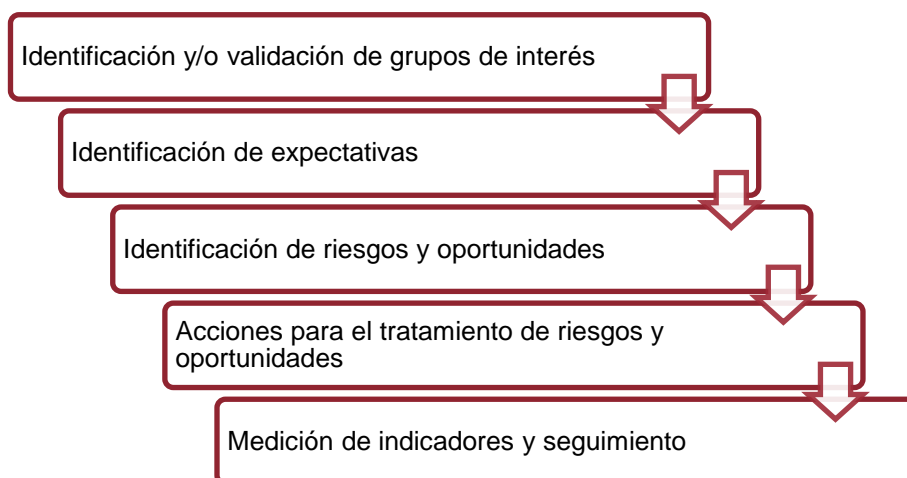 Identificación y/o validación de grupos de interés
Identificación de expectativas
Identificación de riesgos y oportunidades
Acciones para el tratamiento de riesgos y
oportunidades
Medición de indicadores y seguimiento